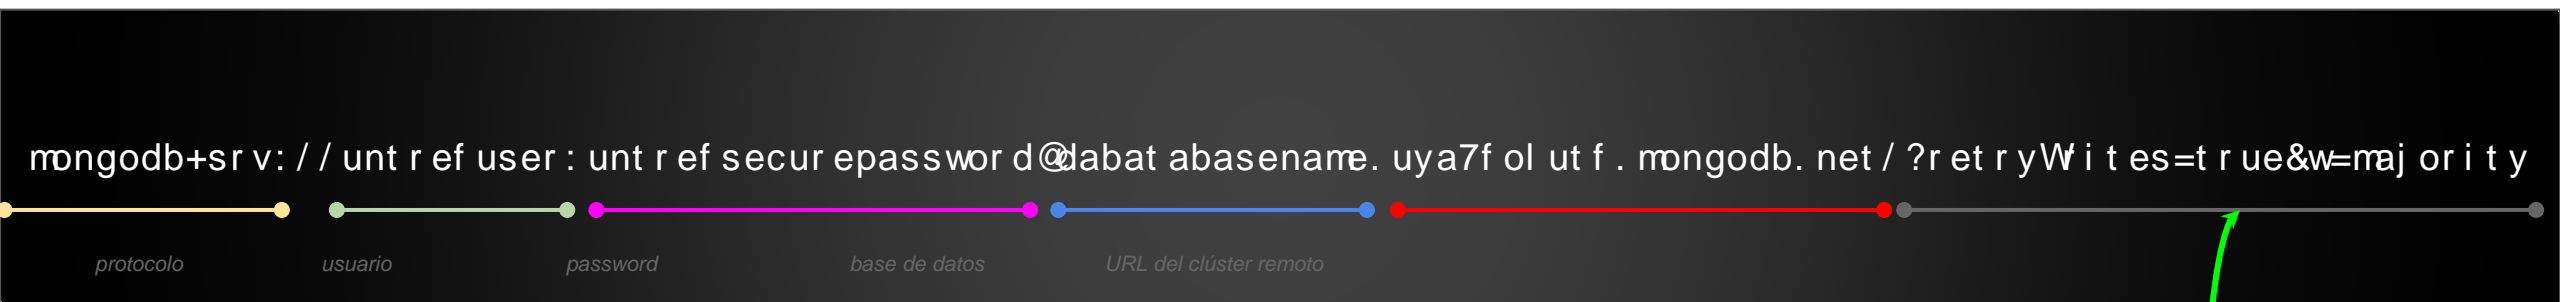 mongodb+srv://untrefuser:untrefsecurepassword@dabatabasename.uya7folutf.mongodb.net/?retryWrites=true&w=majority
protocolo usuario password base de datos URL del clúster remoto